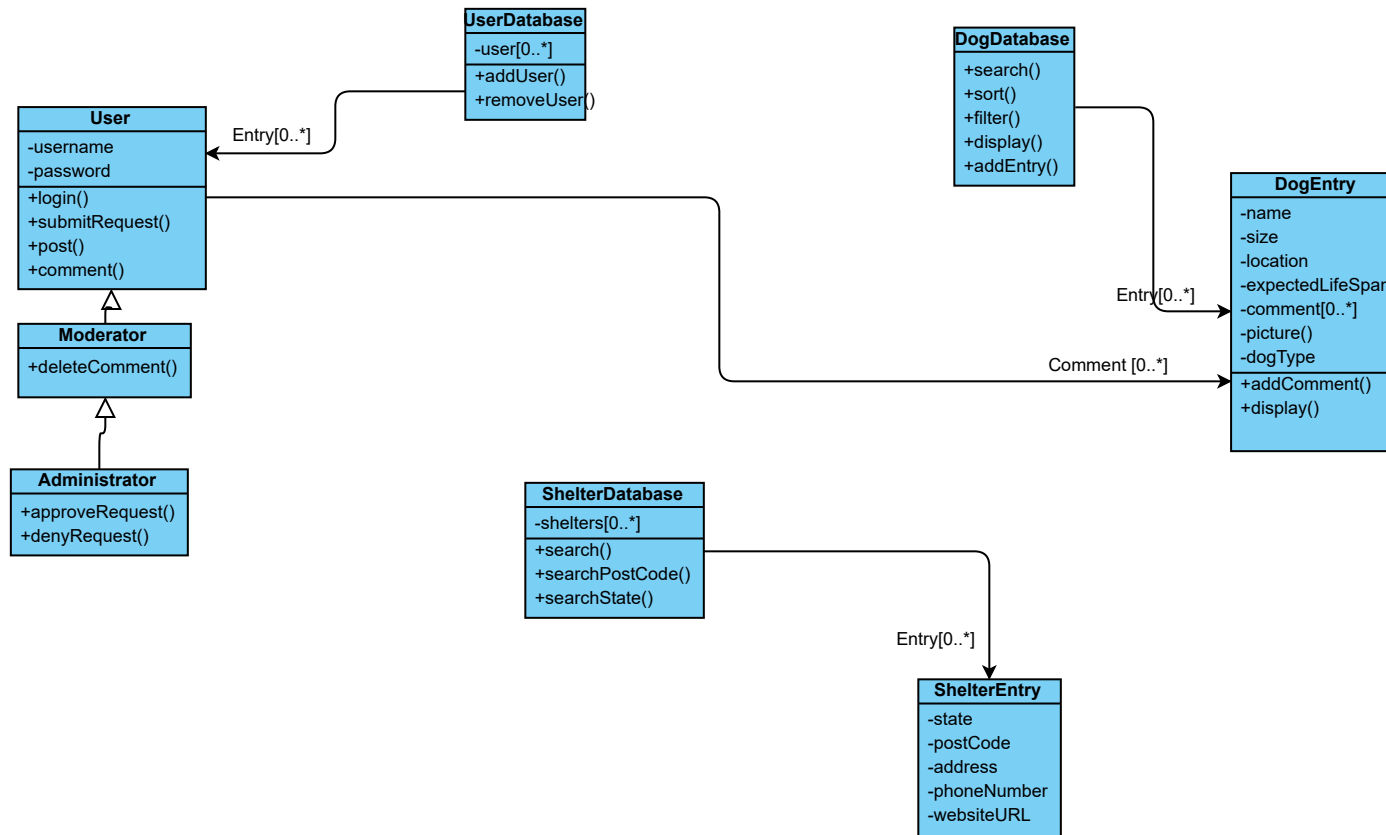 UserDatabase
-user[0..*]
+addUser()
+removeUser()
DogDatabase
+search()
+sort()
+filter()
+display()
+addEntry()
User
-username
-password
+login()
+submitRequest()
+post()
+comment()
Entry[0..*]
DogEntry
-name
-size
-location
-expectedLifeSpan
-comment[0..*]
-picture()
-dogType
+addComment()
+display()
Entry[0..*]
Comment [0..*]
Moderator
+deleteComment()
Administrator
+approveRequest()
+denyRequest()
ShelterDatabase
-shelters[0..*]
+search()
+searchPostCode()
+searchState()
Entry[0..*]
ShelterEntry
-state
-postCode
-address
-phoneNumber
-websiteURL